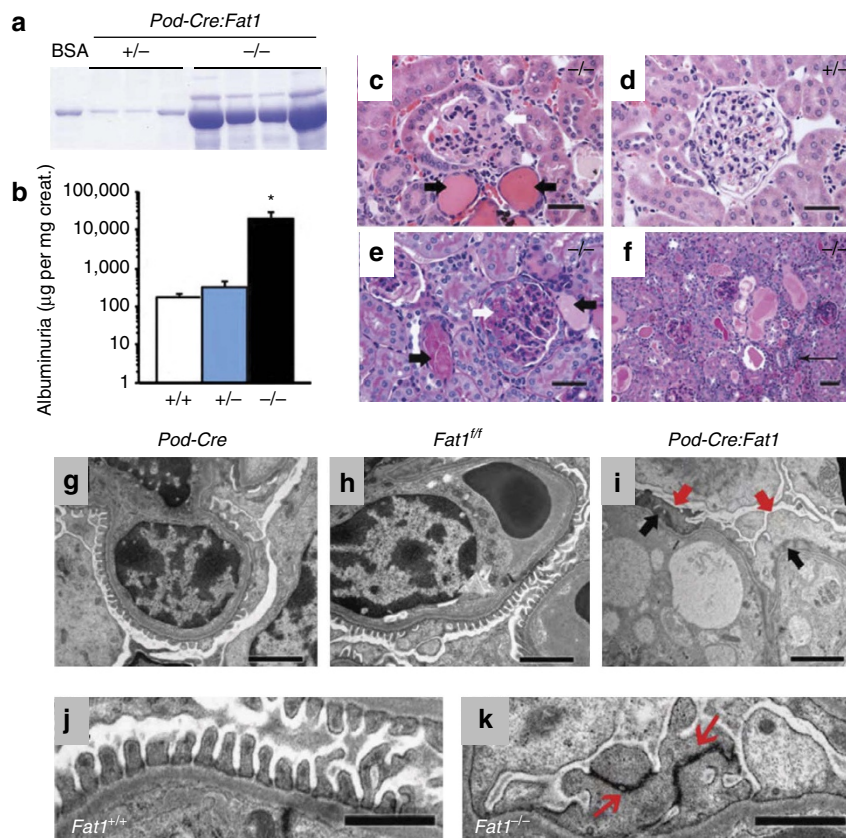 a
Pod-Cre:Fat1
BSA +/– –/–
b
Albuminuria (μg per mg creat.)
100,000
10,000
1,000
100
10
1
*
+/+ +/– –/–
c –/–
d +/–
e –/–
f –/–
Pod-Cre Fat1f/f Pod-Cre:Fat1
g
h
i
j
Fat1+/+
k
Fat1–/–